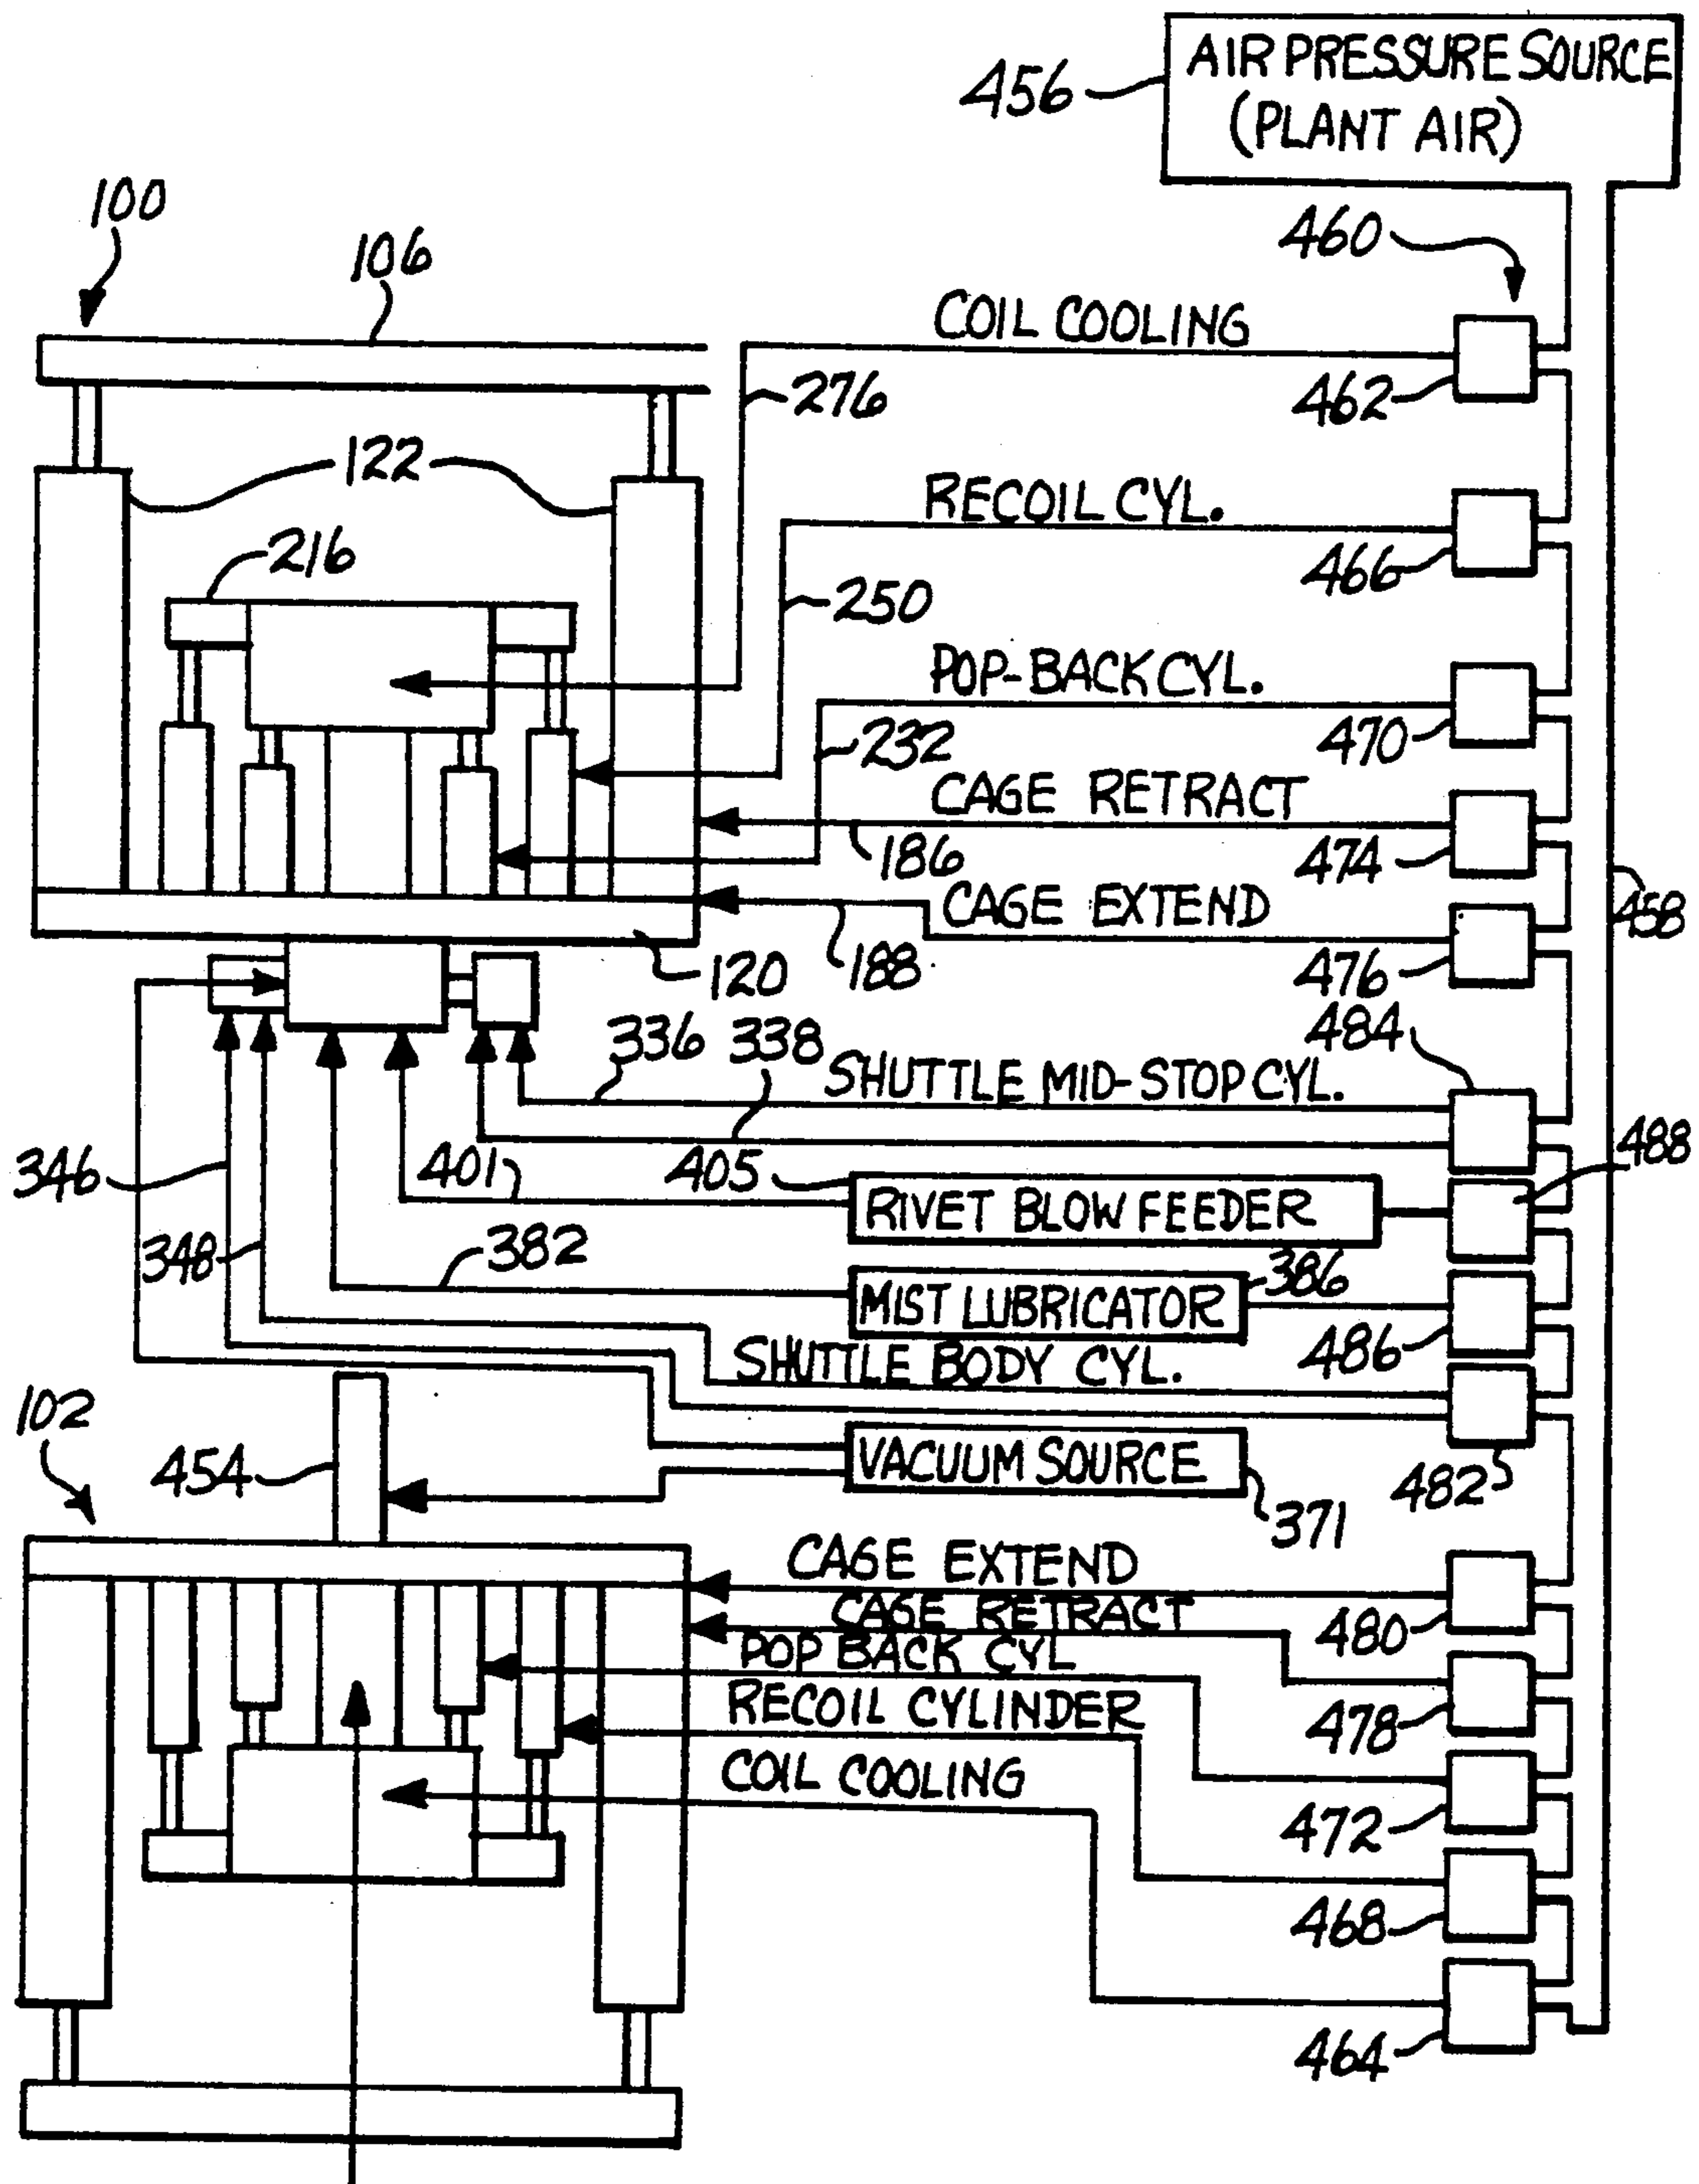 AIR PRESSURE SOURCE
(PLANT AIR)
456
100
106
460
COIL COOLING
276
462
122
RECOIL CYL.
466
216
250
POP-BACK CYL.
470
232
CAGE RETRACT
186
474
458
CAGE EXTEND
188
476
120
484
336
338
SHUTTLE MID-STOP CYL.
488
346
401
405
RIVET BLOW FEEDER
348
382
386
MIST LUBRICATOR
486
SHUTTLE BODY CYL.
102
454
VACUUM SOURCE
482
371
CAGE EXTEND
480
CAGE RETRACT
POP BACK CYL
478
RECOIL CYLINDER
COIL COOLING
472
468
464